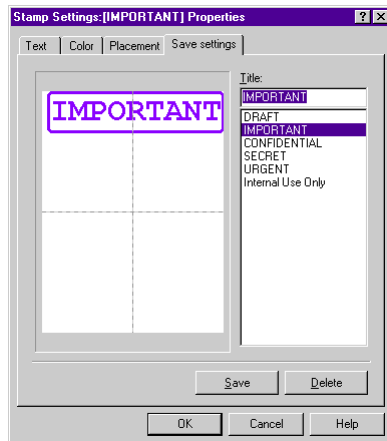 Stamp Settings:[IMPORTANT] Properties
Text Color Placement Save settings
Title:
IMPORTANT
IMPORTANT
DRAFT
IMPORTANT
CONFIDENTIAL
SECRET
URGENT
Internal Use Only
Save Delete
OK Cancel Help